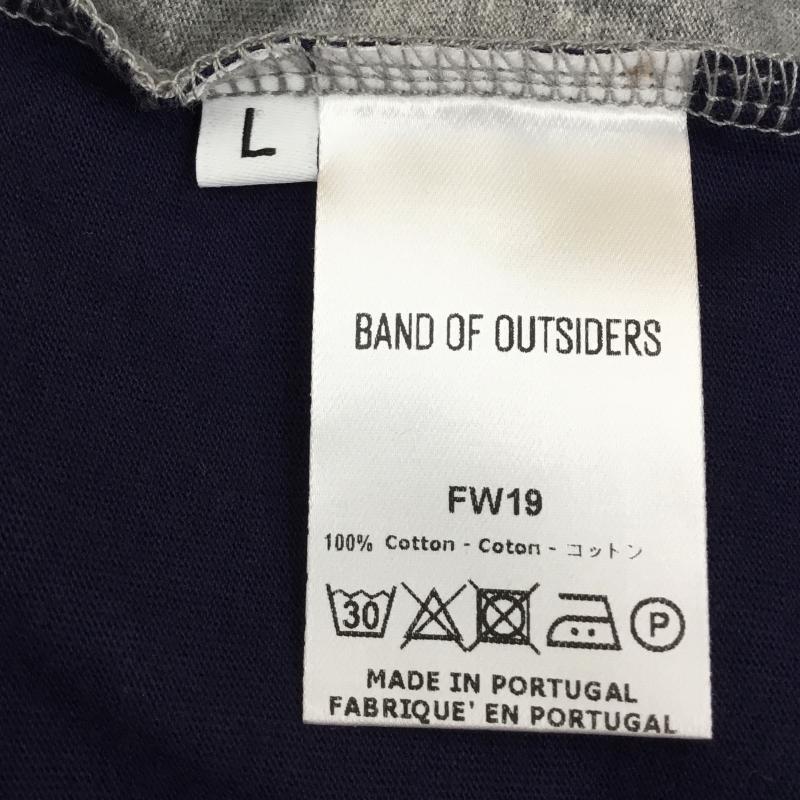 L
BAND OF OUTSIDERS
FW19
100% Cotton - Coton - コットン
30
P
MADE IN PORTUGAL
FABRIQUE' EN PORTUGAL